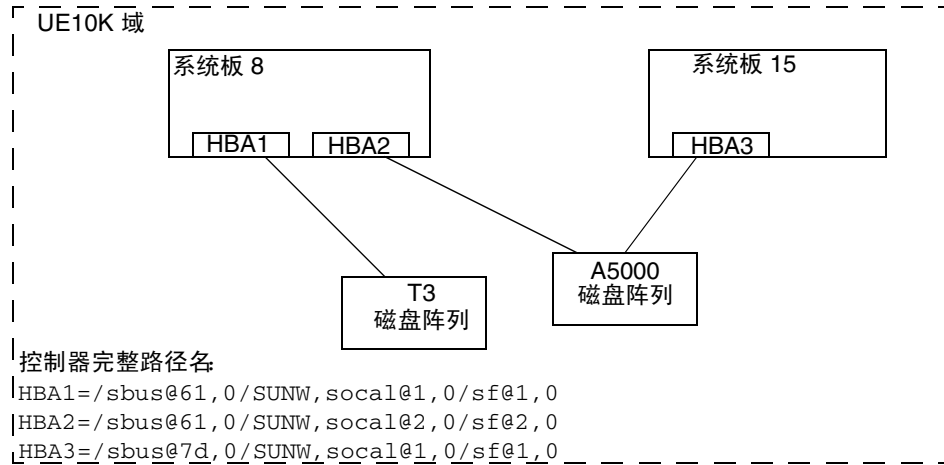 UE10K 域
系统板 8
系统板 15
HBA1
HBA2
HBA3
T3
磁盘阵列
A5000
磁盘阵列
控制器完整路径名:
HBA1=/sbus@61,0/SUNW,socal@1,0/sf@1,0
HBA2=/sbus@61,0/SUNW,socal@2,0/sf@2,0
HBA3=/sbus@7d,0/SUNW,socal@1,0/sf@1,0